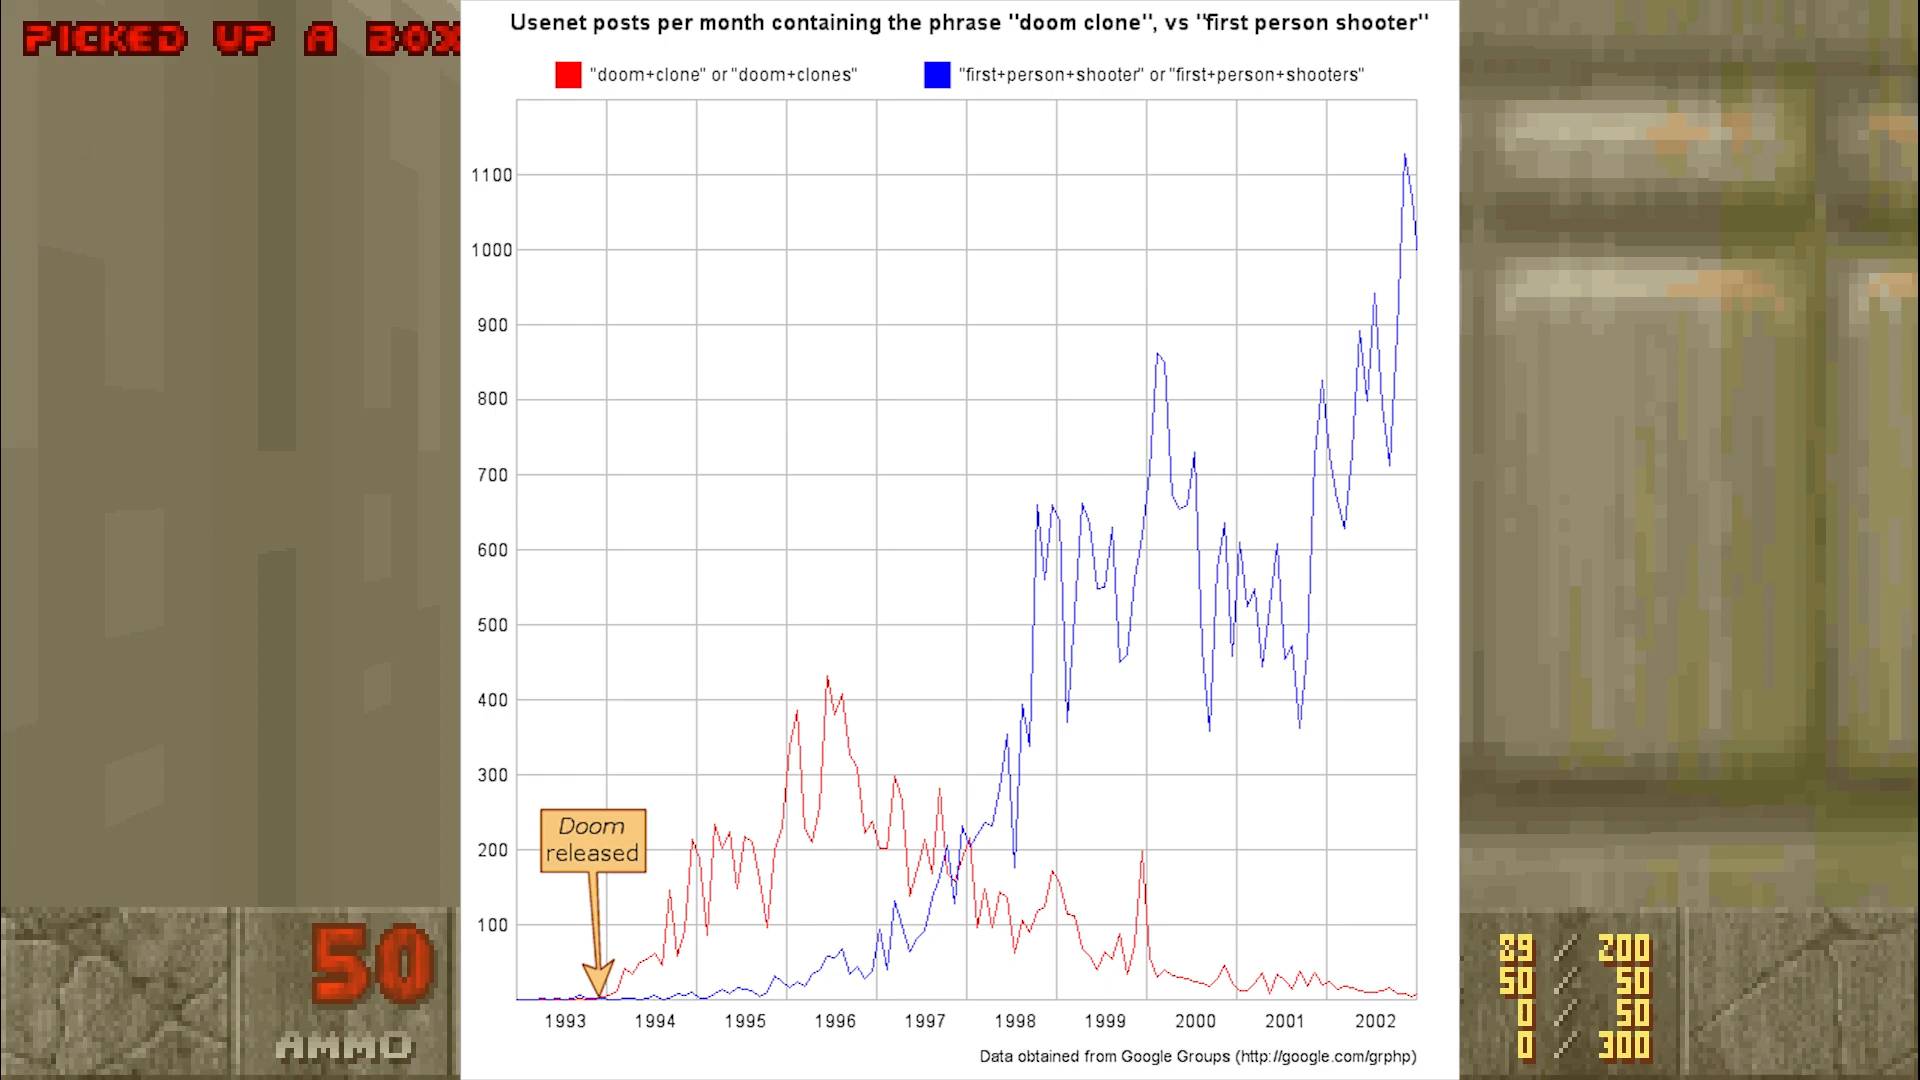 PICKED UP A BOX
Usenet posts per month containing the phrase "doom clone", vs "first person shooter"
"doom+clone" or "doom+clones"
"first+person+shooter" or "first+person+shooters"
1100
1000
900
800
700
600
500
400
300
200
100
Doom
released
1993 1994 1995 1996 1997 1998 1999 2000 2001 2002
Data obtained from Google Groups (http://google.com/grphp)
50
AMMO
89 / 200
50 / 50
0 / 50
0 / 300